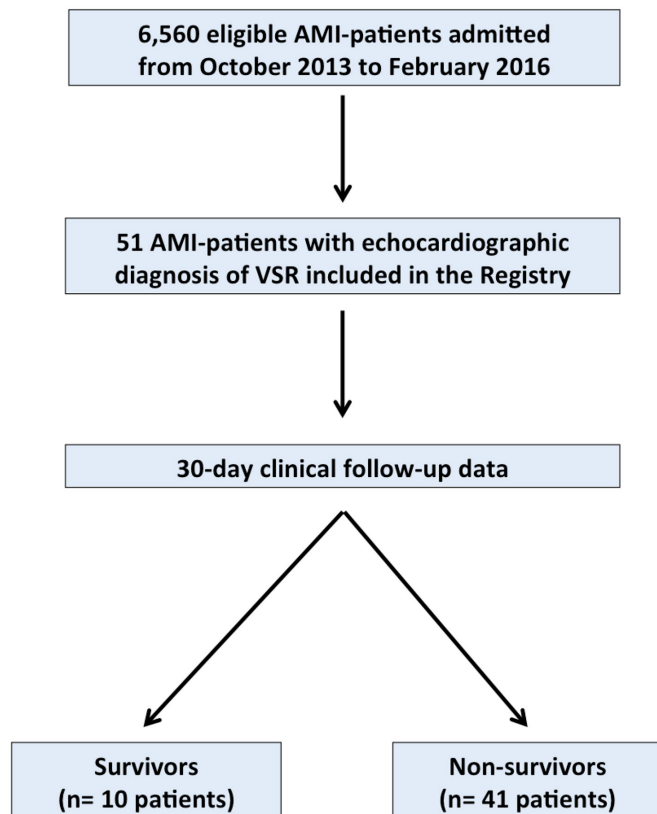 6,560 eligible AMI-patients admitted
from October 2013 to February 2016
51 AMI-patients with echocardiographic
diagnosis of VSR included in the Registry
30-day clinical follow-up data
Survivors
(n= 10 patients)
Non-survivors
(n= 41 patients)